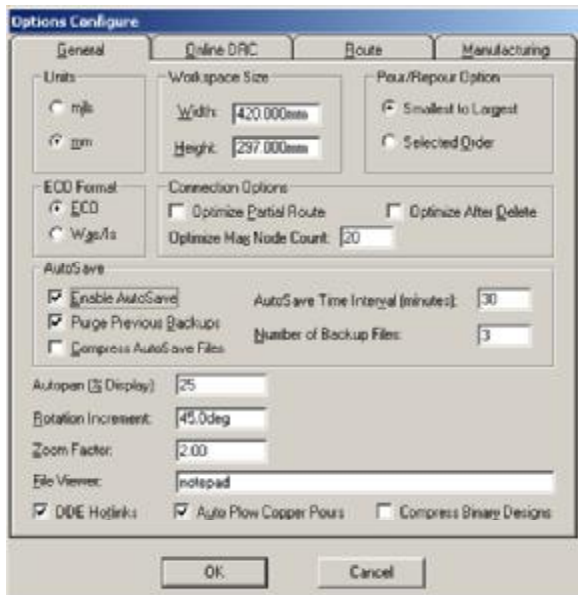 Options Configure
General Online DRC Route Manufacturing
Units Workspace Size Pour/Repour Option
mils Width: 420.000mm Smallest to Largest
mm Height: 297.000mm Selected Order
ECO Format Connection Options
ECO Optimize Partial Route Optimize After Delete
Was/Is Optimize Max Node Count: 20
AutoSave
Enable AutoSave AutoSave Time Interval (minutes): 30
Purge Previous Backups Number of Backup Files: 3
Compress AutoSave Files
Autopan (% Display) 25
Rotation Increment: 45.0deg
Zoom Factor: 2.00
File Viewer: notepad
DDE Hotlinks Auto Plow Copper Pours Compress Binary Designs
OK Cancel